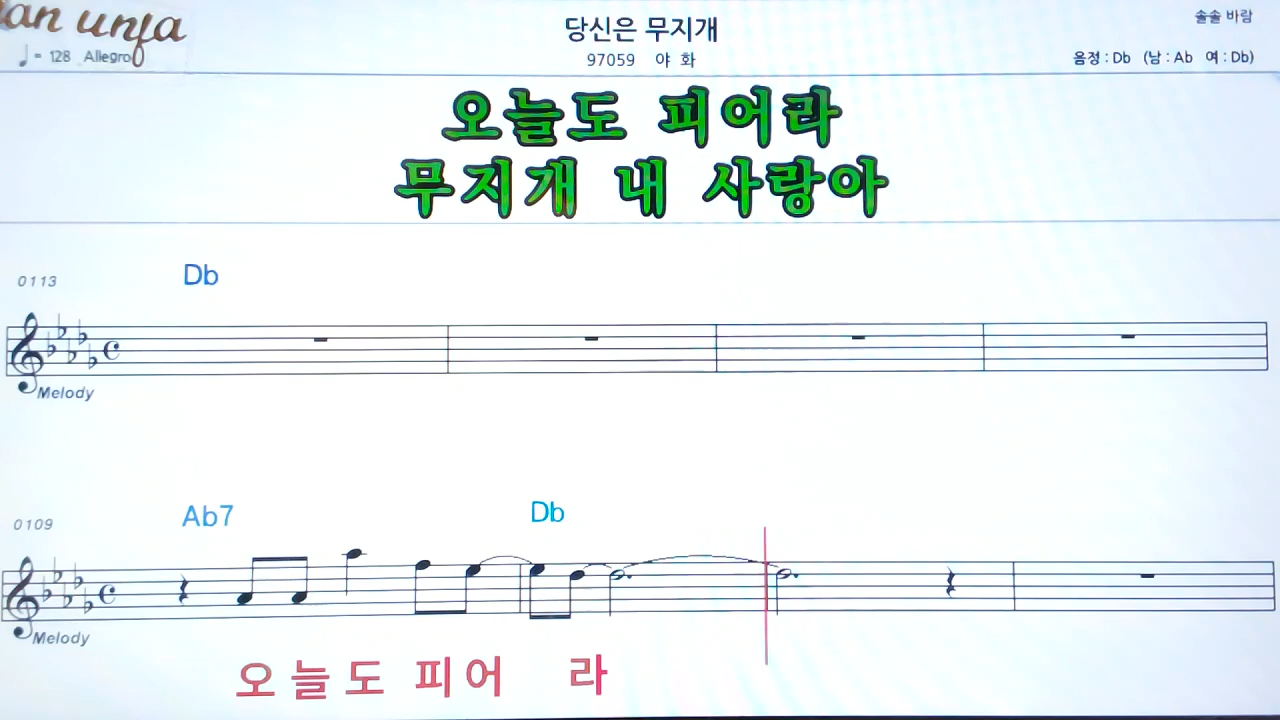 당신은 무지개
솔솔 바람
♩= 128 Allegro
97059 야 화
음정 : Db (남 : Ab 여 : Db)
오늘도 피어라
무지개 내 사랑아
0113
Db
Melody
0109
Ab7 Db
Melody
오 늘 도 피 어 라